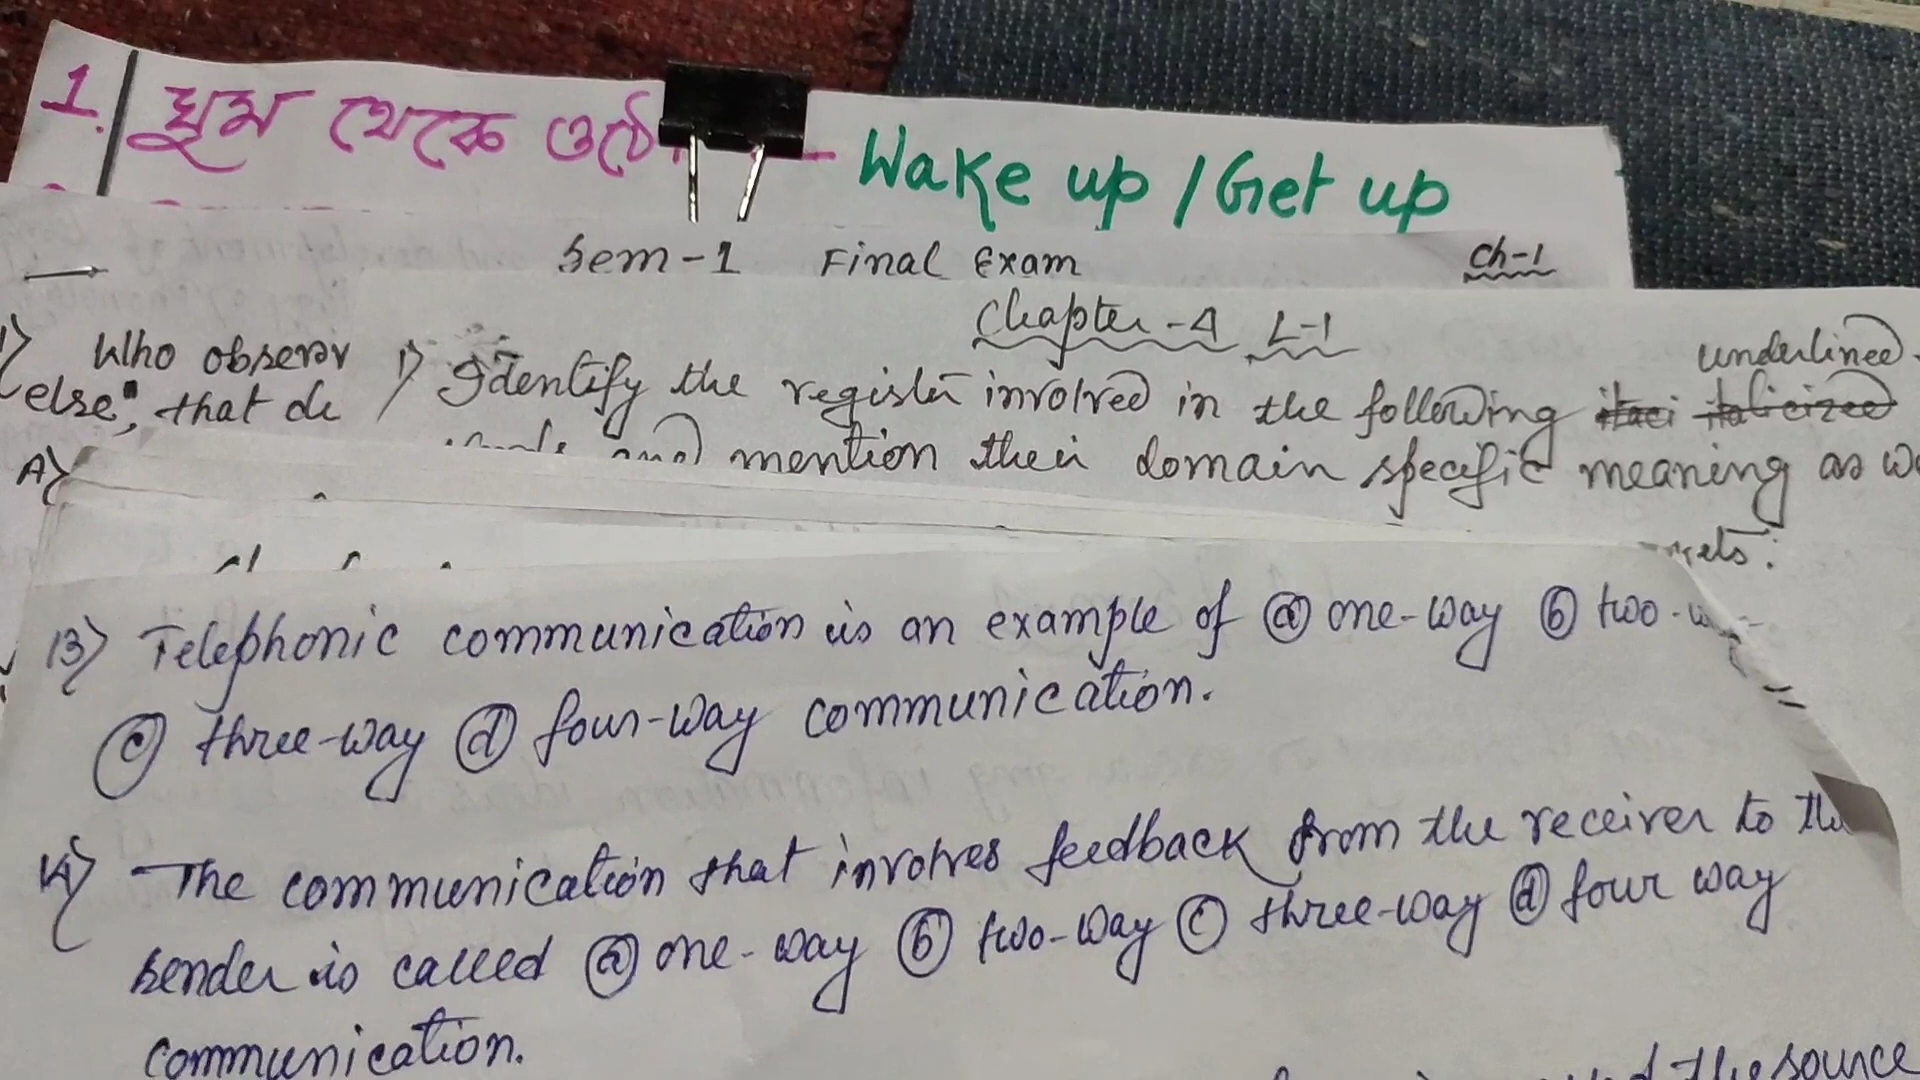 1. ঘুম থেকে ওঠো — Wake up / Get up
Sem-1 Final Exam Ch-1
Chapter-4 L-1
underlined
1) Who observ
else", that de
1) Identify the register involved in the following itaci italicized
and mention their domain specific meaning as we
A)
13) Telephonic communication is an example of (a) one-way (b) two-w
(c) three-way (d) four-way communication.
14) The communication that involves feedback from the receiver to the
sender is called (a) one-way (b) two-way (c) three-way (d) four way
communication.
the source